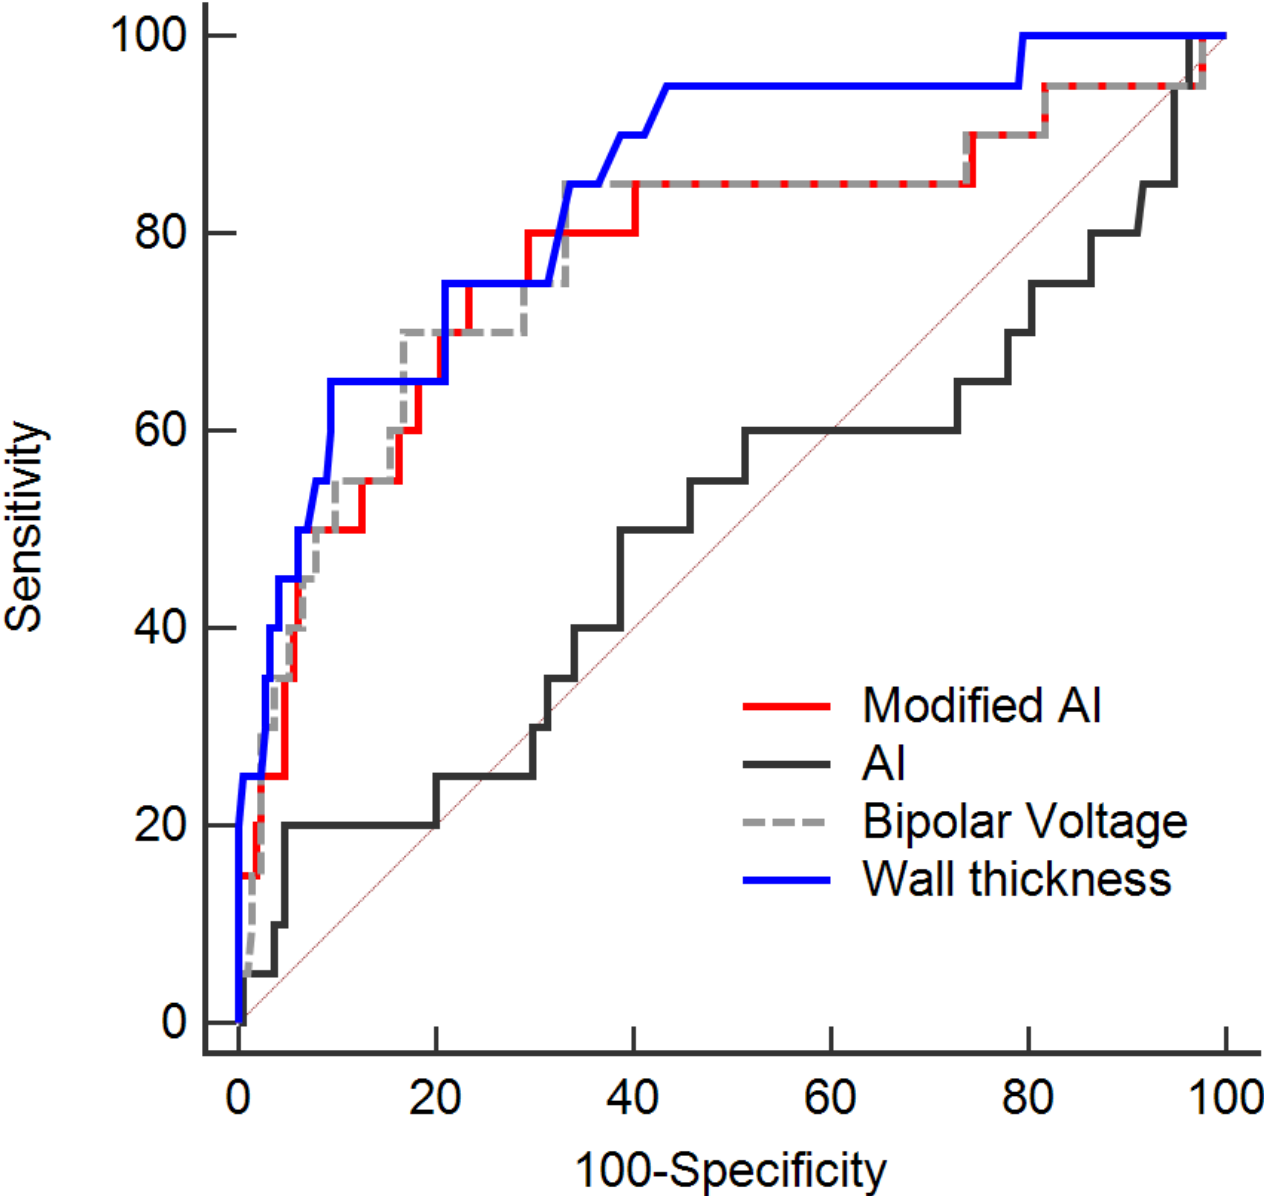 100
80
60
40
20
0
Sensitivity
Modified AI
AI
Bipolar Voltage
Wall thickness
0 20 40 60 80 100
100-Specificity